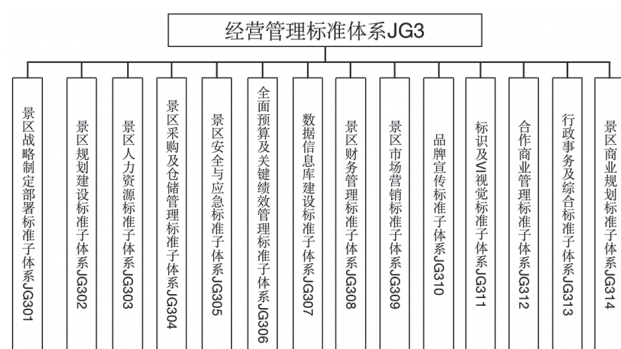 经营管理标准体系JG3
景区战略制定部署标准子体系JG301
景区规划建设标准子体系JG302
景区人力资源标准子体系JG303
景区采购及仓储管理标准子体系JG304
景区安全与应急标准子体系JG305
全面预算及关键绩效管理标准子体系JG306
数据信息库建设标准子体系JG307
景区财务管理标准子体系JG308
景区市场营销标准子体系JG309
品牌宣传标准子体系JG310
标识及VI视觉标准子体系JG311
合作商业管理标准子体系JG312
行政事务及综合标准子体系JG313
景区商业规划标准子体系JG314